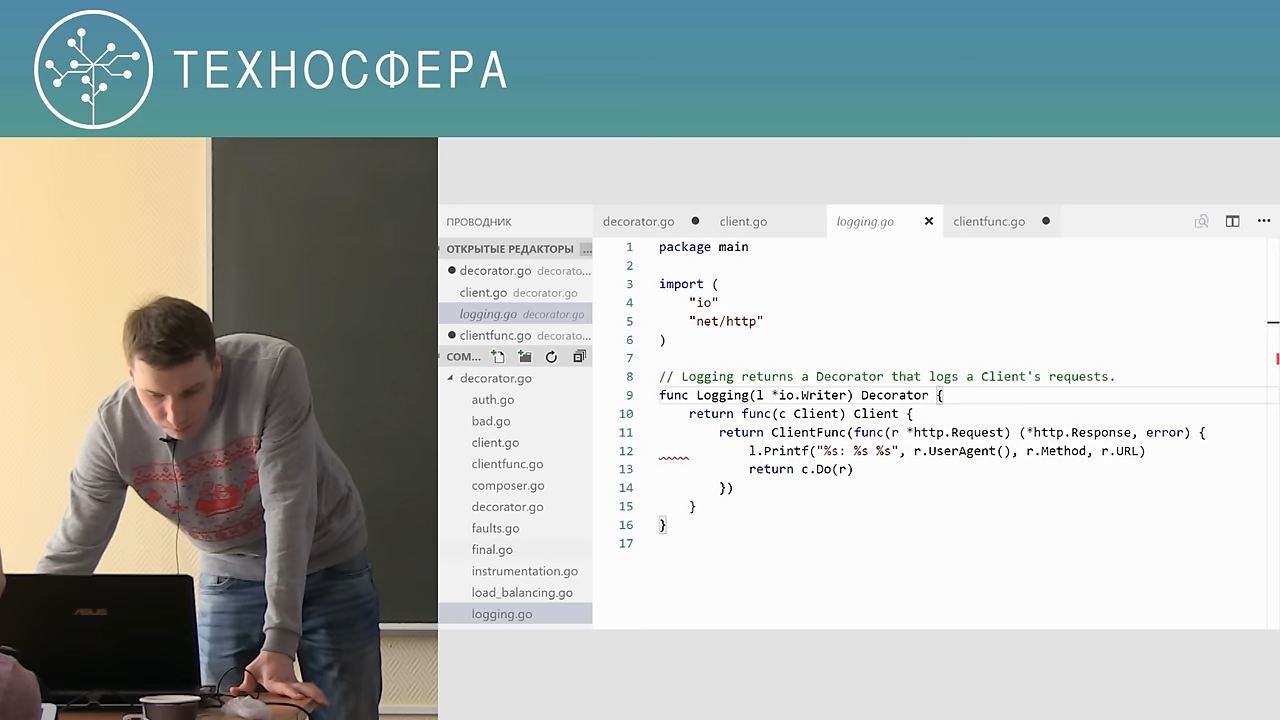 ТЕХНОСФЕРА
ПРОВОДНИК
ОТКРЫТЫЕ РЕДАКТОРЫ ...
decorator.go decorato...
client.go decorator.go
logging.go decorator.go
clientfunc.go decorato...
COM...
decorator.go
auth.go
bad.go
client.go
clientfunc.go
composer.go
decorator.go
faults.go
final.go
instrumentation.go
load_balancing.go
logging.go
decorator.go client.go logging.go clientfunc.go
1 package main
2
3 import (
4 "io"
5 "net/http"
6 )
7
8 // Logging returns a Decorator that logs a Client's requests.
9 func Logging(l *io.Writer) Decorator {
10 return func(c Client) Client {
11 return ClientFunc(func(r *http.Request) (*http.Response, error) {
12 l.Printf("%s: %s %s", r.UserAgent(), r.Method, r.URL)
13 return c.Do(r)
14 })
15 }
16 }
17
ASUS